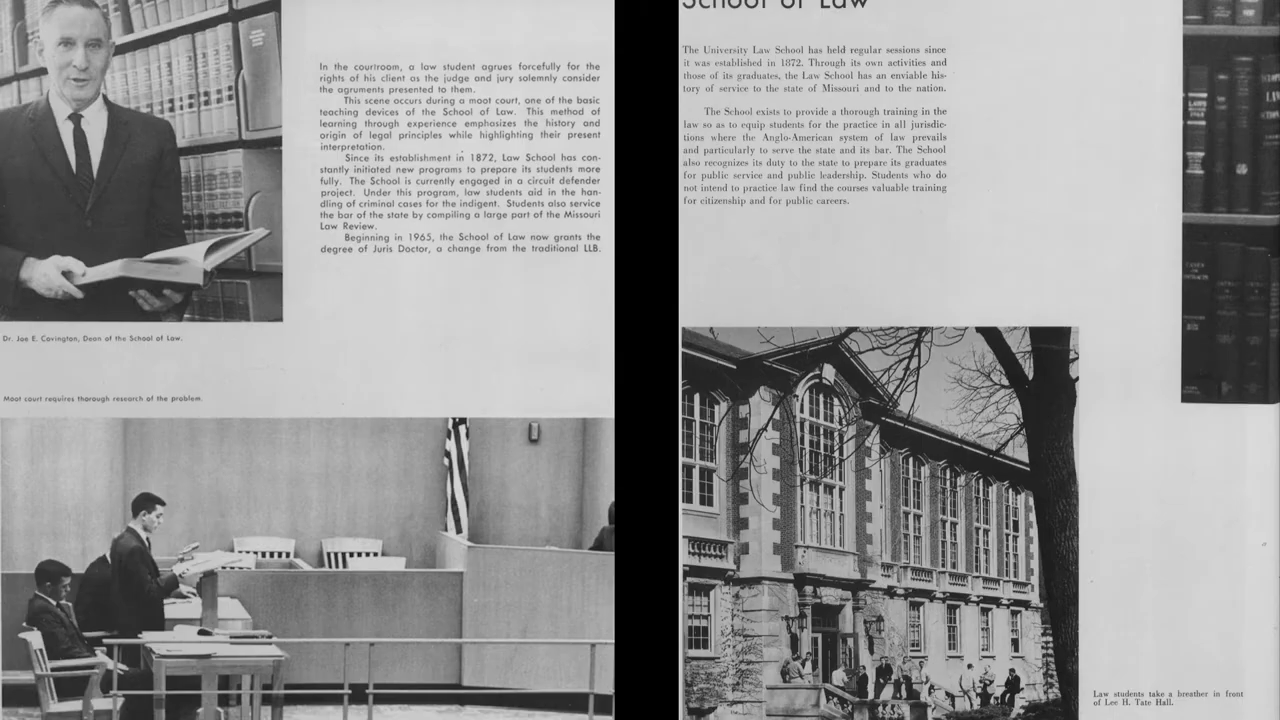 In the courtroom, a law student agrues forcefully for the
rights of his client as the judge and jury solemnly consider
the agruments presented to them.
This scene occurs during a moot court, one of the basic
teaching devices of the School of Law. This method of
learning through experience emphasizes the history and
origin of legal principles while highlighting their present
interpretation.
Since its establishment in 1872, Law School has con-
stantly initiated new programs to prepare its students more
fully. The School is currently engaged in a circuit defender
project. Under this program, law students aid in the han-
dling of criminal cases for the indigent. Students also service
the bar of the state by compiling a large part of the Missouri
Law Review.
Beginning in 1965, the School of Law now grants the
degree of Juris Doctor, a change from the traditional LLB.
Dr. Joe E. Covington, Dean of the School of Law.
Moot court requires thorough research of the problem.
School of Law
The University Law School has held regular sessions since
it was established in 1872. Through its own activities and
those of its graduates, the Law School has an enviable his-
tory of service to the state of Missouri and to the nation.
The School exists to provide a thorough training in the
law so as to equip students for the practice in all jurisdic-
tions where the Anglo-American system of law prevails
and particularly to serve the state and its bar. The School
also recognizes its duty to the state to prepare its graduates
for public service and public leadership. Students who do
not intend to practice law find the courses valuable training
for citizenship and for public careers.
Law students take a breather in front
of Lee H. Tate Hall.